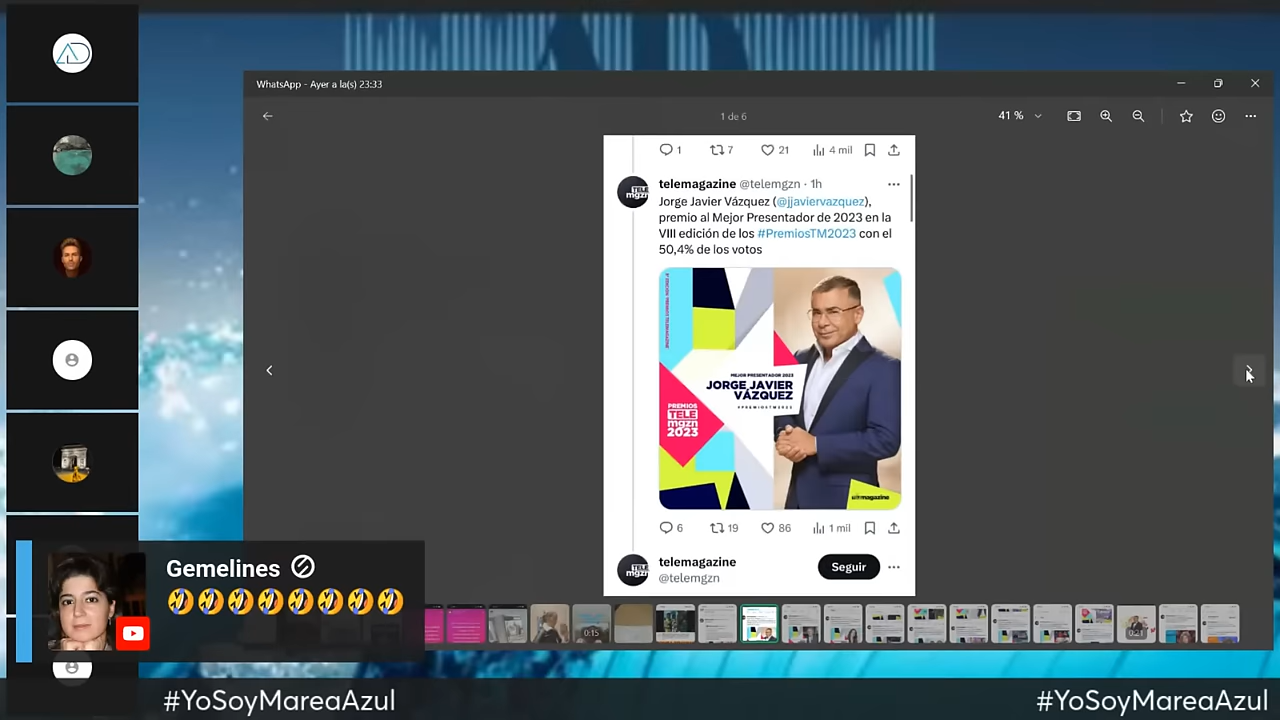 WhatsApp - Ayer a la(s) 23:33
1 de 6
41 %
1 7 21 4 mil
telemagazine @telemgzn · 1h
Jorge Javier Vázquez (@jjaviervazquez),
premio al Mejor Presentador de 2023 en la
VIII edición de los #PremiosTM2023 con el
50,4% de los votos
MEJOR PRESENTADOR 2023
JORGE JAVIER
VÁZQUEZ
#PREMIOSTM2023
PREMIOS
TELE
mgzn
2023
telemagazine
6 19 86 1 mil
telemagazine
@telemgzn
Seguir
Gemelines
0:15
0:21
#YoSoyMareaAzul
#YoSoyMareaAzul